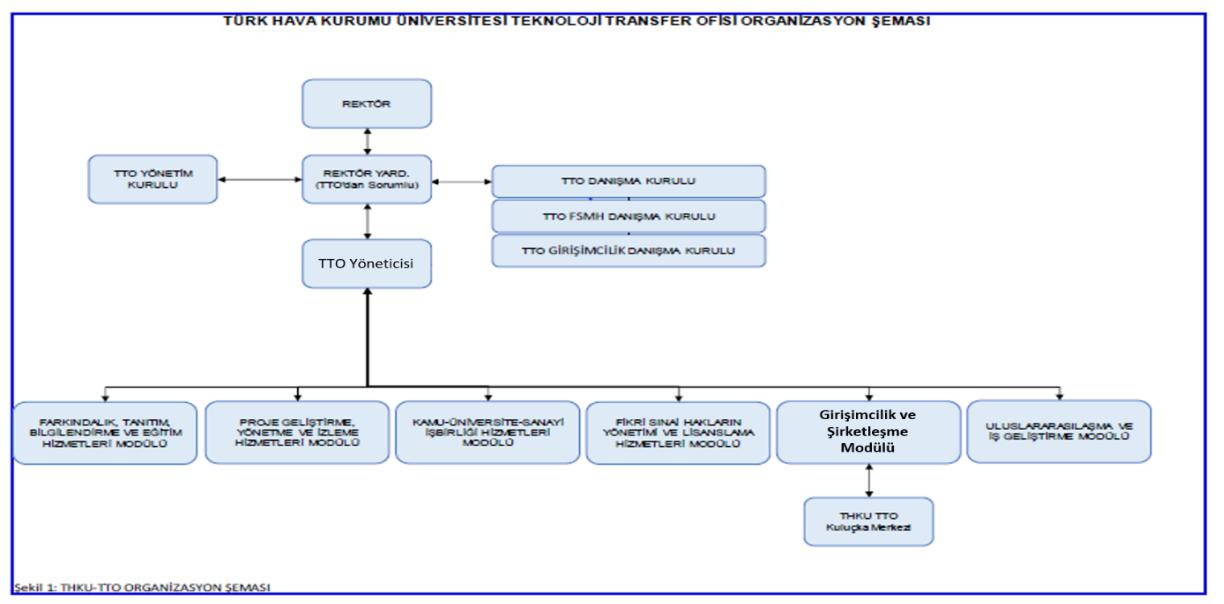 TÜRK HAVA KURUMU ÜNİVERSİTESİ TEKNOLOJİ TRANSFER OFİSİ ORGANİZASYON ŞEMASI
REKTÖR
TTO YÖNETİM
KURULU
REKTÖR YARD.
(TTO'dan Sorumlu)
TTO DANIŞMA KURULU
TTO FSMH DANIŞMA KURULU
TTO GİRİŞİMCİLİK DANIŞMA KURULU
TTO Yöneticisi
FARKINDALIK, TANITIM,
BİLGİLENDİRME VE EĞİTİM
HİZMETLERİ MODÜLÜ
PROJE GELİŞTİRME,
YÖNETME VE İZLEME
HİZMETLERİ MODÜLÜ
KAMU-ÜNİVERSİTE-SANAYİ
İŞBİRLİĞİ HİZMETLERİ
MODÜLÜ
FİKRİ SINAİ HAKLARIN
YÖNETİMİ VE LİSANSLAMA
HİZMETLERİ MODÜLÜ
Girişimcilik ve
Şirketleşme
Modülü
ULUSLARARASILAŞMA VE
İŞ GELİŞTİRME MODÜLÜ
THKU TTO
Kuluçka Merkezi
Şekil 1: THKU-TTO ORGANİZASYON ŞEMASI